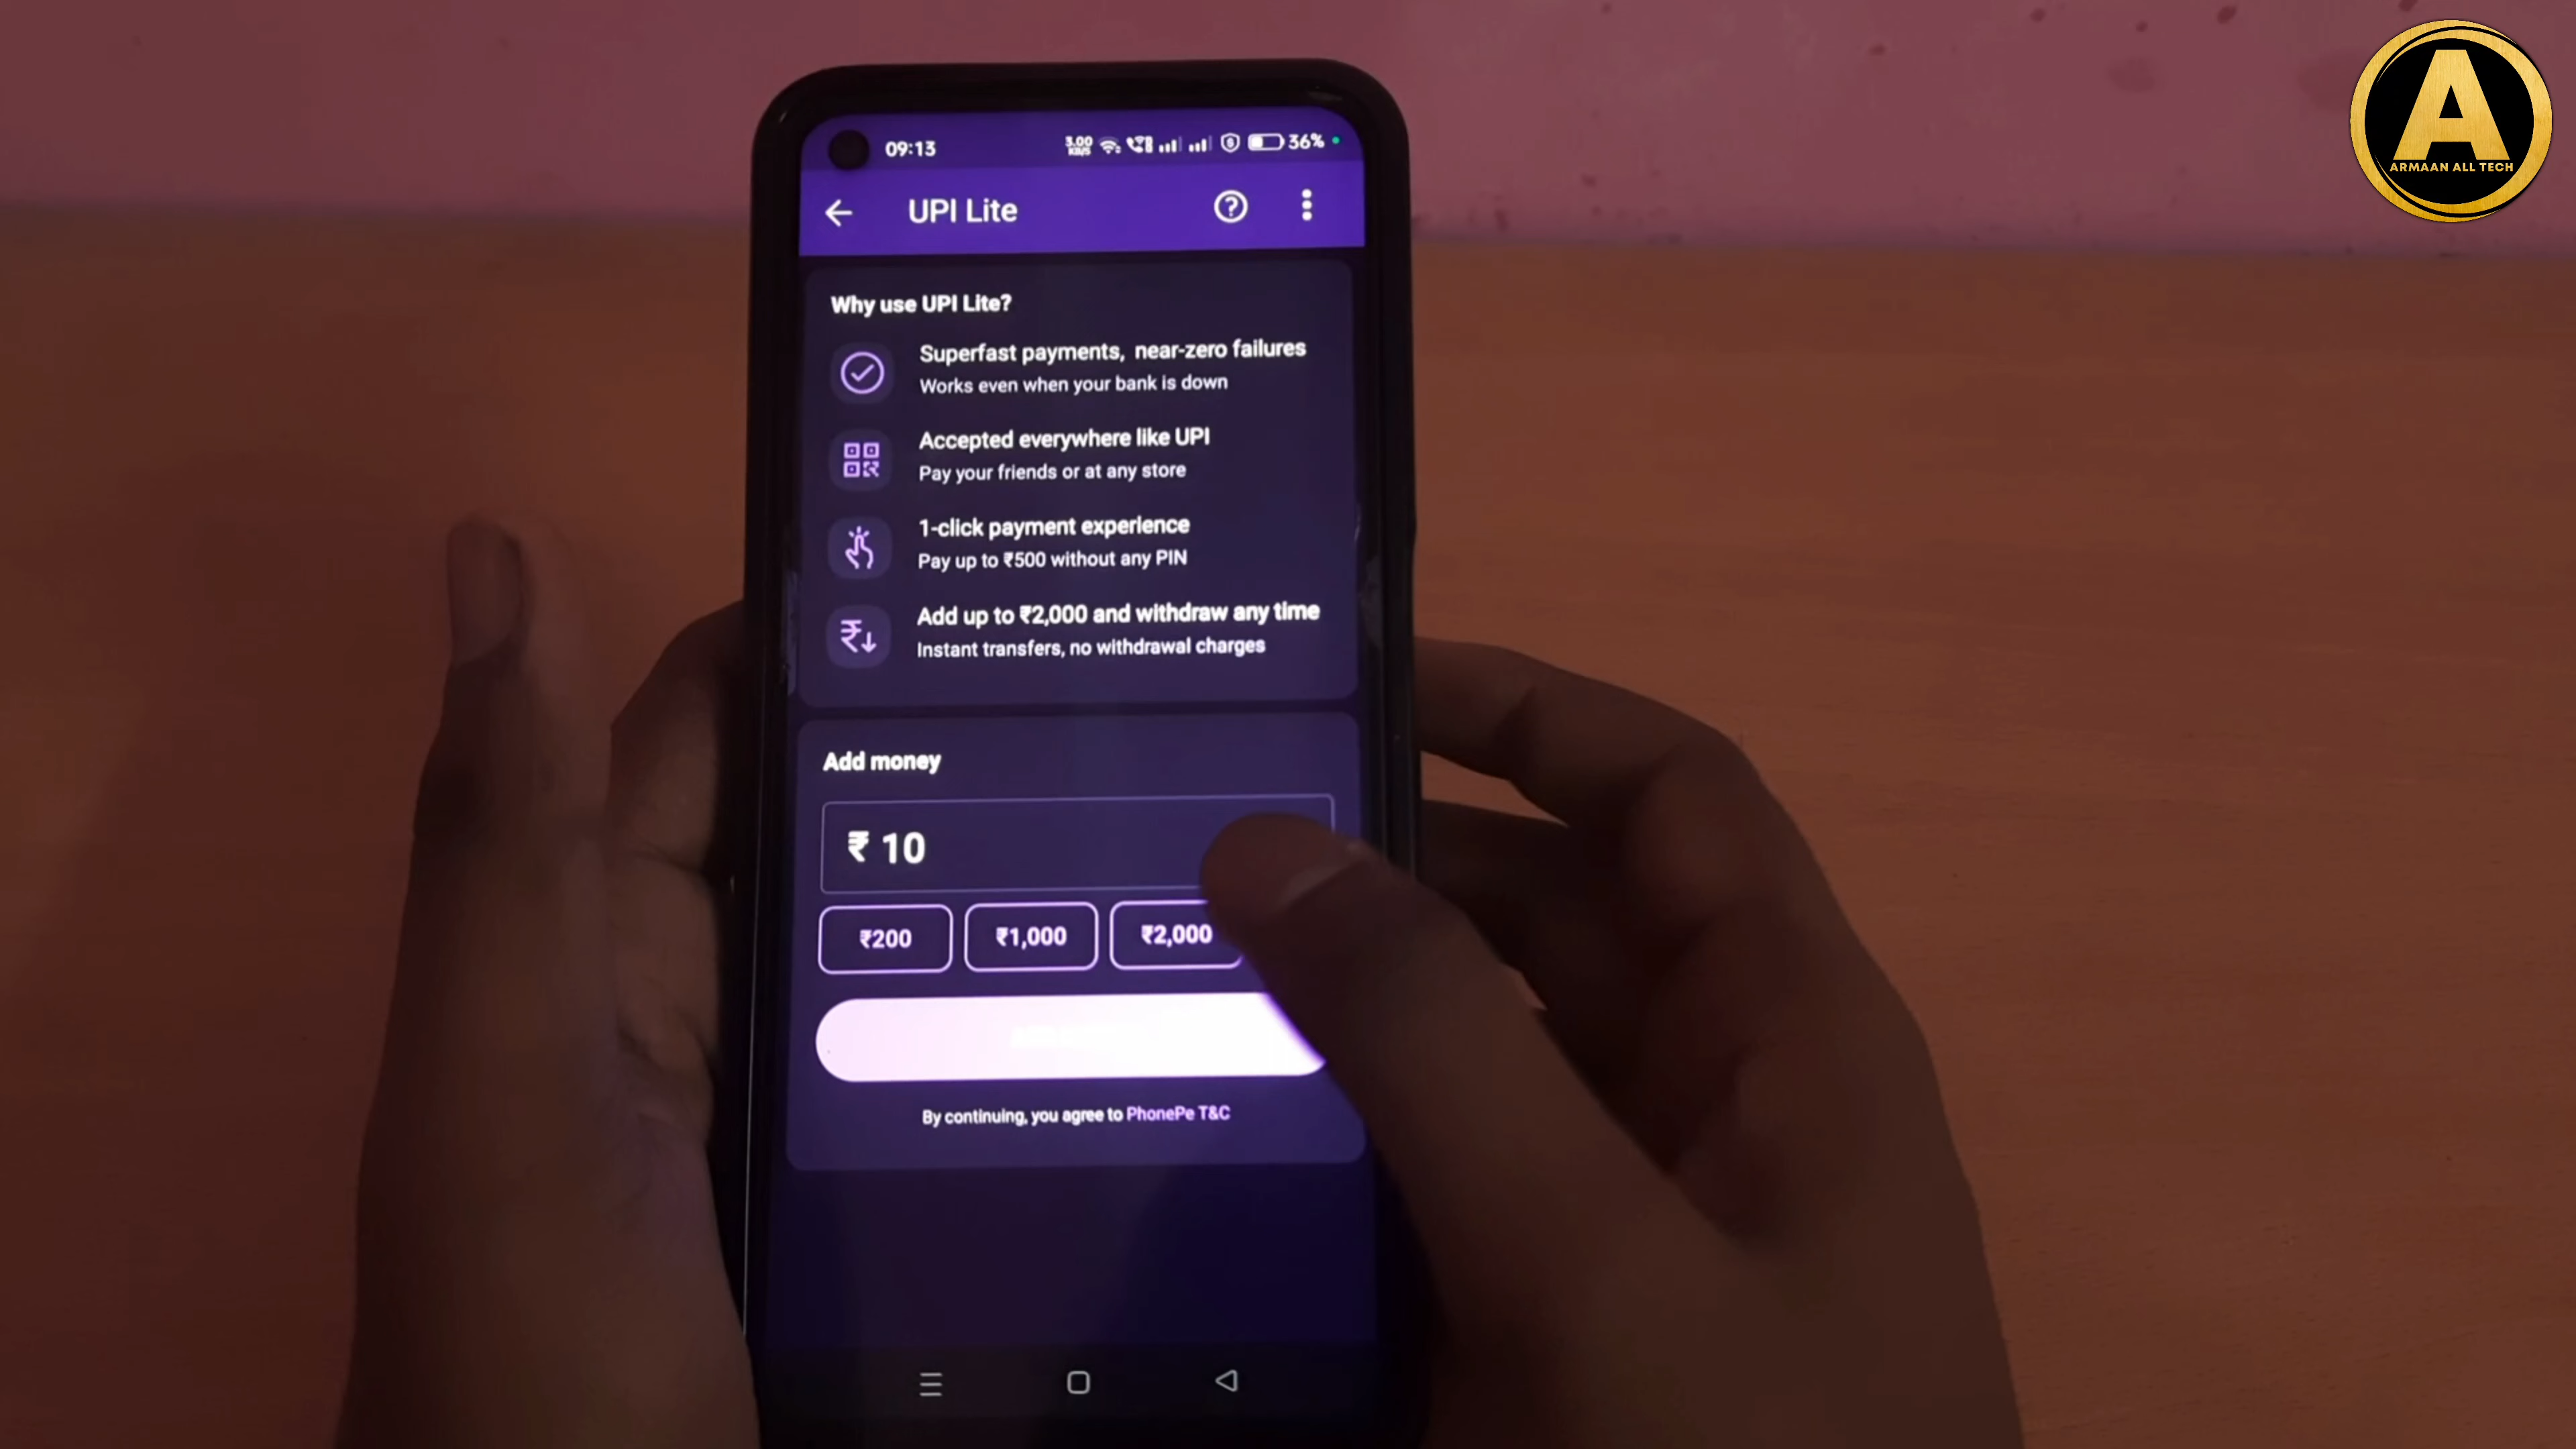 09:13
3.00
KB/S
36%
UPI Lite
Why use UPI Lite?
Superfast payments, near-zero failures
Works even when your bank is down
Accepted everywhere like UPI
Pay your friends or at any store
1-click payment experience
Pay up to ₹500 without any PIN
Add up to ₹2,000 and withdraw any time
Instant transfers, no withdrawal charges
Add money
₹ 10
₹200
₹1,000
₹2,000
By continuing, you agree to PhonePe T&C
A
ARMAAN ALL TECH